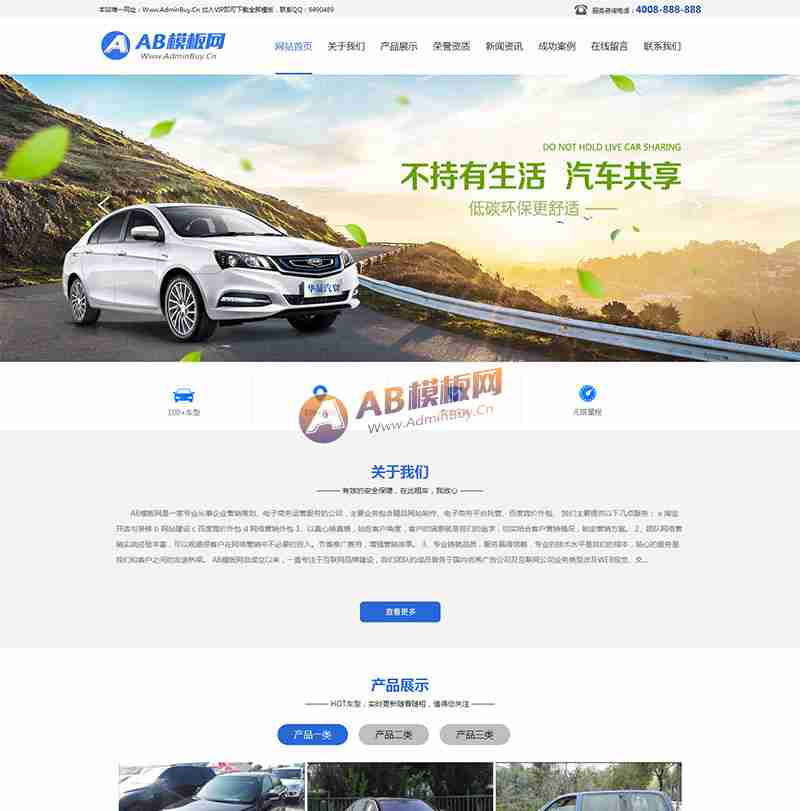 本站唯一网址：Www.AdminBuy.Cn 加入VIP即可下载全部模板，联系QQ：9490489
服务咨询电话：4008-888-888
AB模板网
Www.AdminBuy.Cn
网站首页 关于我们 产品展示 荣誉资质 新闻资讯 成功案例 在线留言 联系我们
DO NOT HOLD LIVE CAR SHARING
不持有生活 汽车共享
低碳环保更舒适
AB模板网
Www.AdminBuy.Cn
100+车型
无限里程
关于我们
有效的安全保障，在此租车，我放心
AB模板网是一家专业从事企业营销策划、电子商务运营服务的公司，主要业务包含精品网站制作、电子商务平台托管、百度竞价外包。 我们主要提供以下几点服务： a 淘宝
开店与装修 b 网站建设 c 百度竞价外包 d 网络营销外包 1、以真心换真情，站在客户角度，客户的满意就是我们的追求，切实结合客户营销情况，制定营销方案。 2、团队网络营
销实战经验丰富，可以规避掉客户在网络营销中不必要的投入。节省推广费用，增强营销效果。 3、专业铸就品质，服务赢得信赖，专业的技术水平是我们的根本，贴心的服务是
我们和客户之间的友谊桥梁。 AB模板网自成立以来，一直专注于互联网品牌建设，我们团队的成员曾务于国内优秀广告公司及互联网公司业务类型涉及WEB视觉、交...
查看更多
产品展示
HOT车型，实时更新随看随租，值得您关注
产品一类 产品二类 产品三类